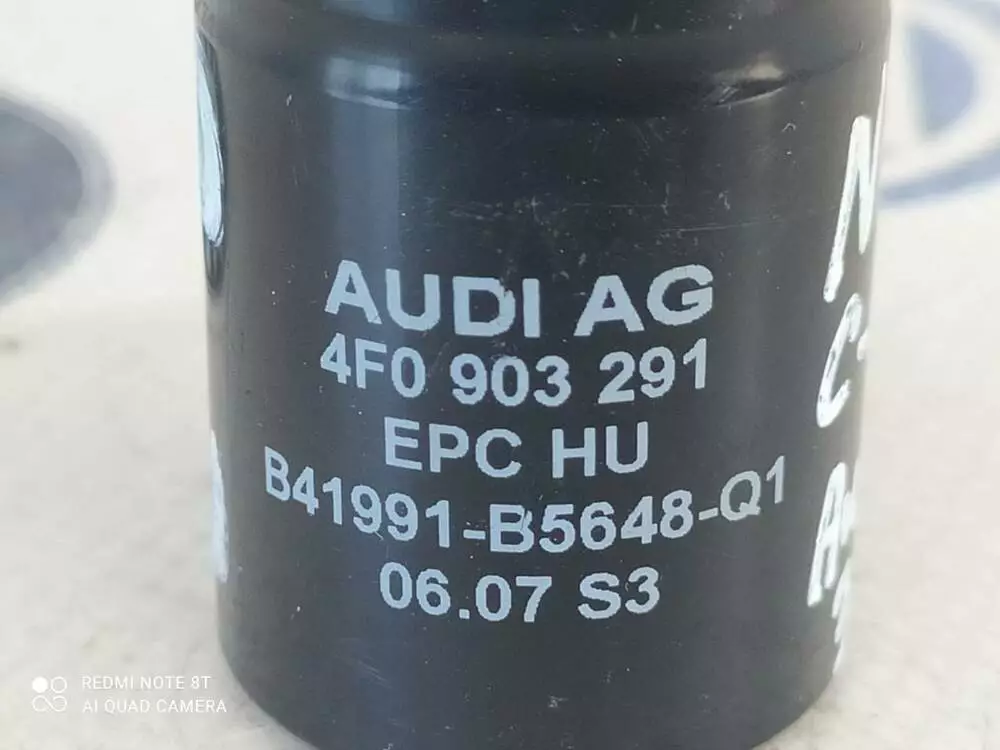 AUDI AG
4F0 903 291
EPC HU
B41991-B5648-Q1
06.07 S3
REDMI NOTE 8T
AI QUAD CAMERA